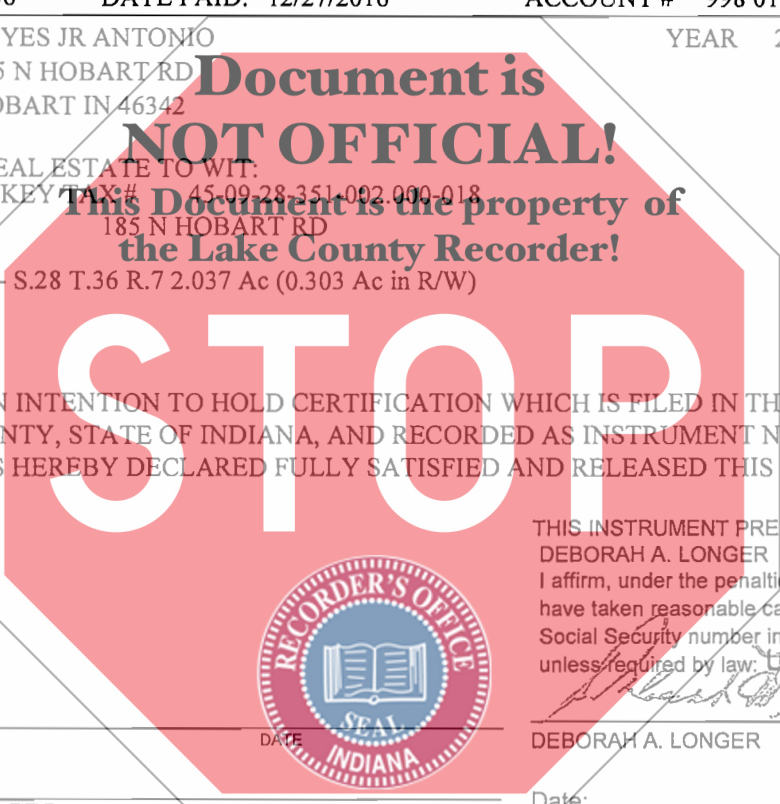 DATE PAID: 12/27/2016 ACCOUNT #
YES JR ANTONIO YEAR
N HOBART RD
OBART IN 46342
Document is
NOT OFFICIAL!
EAL ESTATE TO WIT:
KEY TAX # 45-09-28-351-002.000-018
This Document is the property of
185 N HOBART RD
the Lake County Recorder!
- S.28 T.36 R.7 2.037 Ac (0.303 Ac in R/W)
STOP
N INTENTION TO HOLD CERTIFICATION WHICH IS FILED IN TH
NTY, STATE OF INDIANA, AND RECORDED AS INSTRUMENT N
S HEREBY DECLARED FULLY SATISFIED AND RELEASED THIS
THIS INSTRUMENT PRE
DEBORAH A. LONGER
I affirm, under the penalti
have taken reasonable ca
Social Security number in
unless required by law:
RECORDER'S OFFICE
SEAL
INDIANA
DATE
DEBORAH A. LONGER
Date: